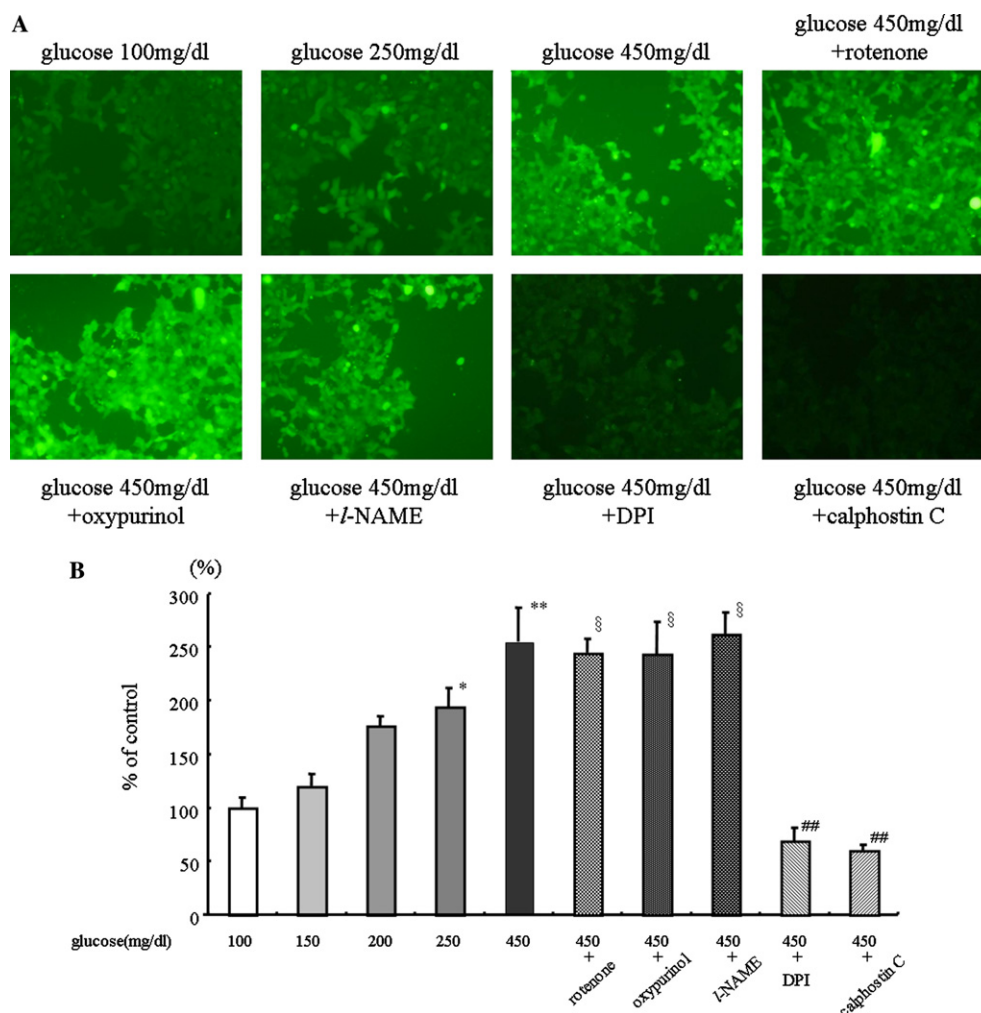 A
glucose 100mg/dl
glucose 250mg/dl
glucose 450mg/dl
glucose 450mg/dl
+rotenone
glucose 450mg/dl
+oxypurinol
glucose 450mg/dl
+l-NAME
glucose 450mg/dl
+DPI
glucose 450mg/dl
+calphostin C
B
(%)
% of control
300
250
200
150
100
50
0
*
**
§
§
§
##
##
glucose(mg/dl)
100
150
200
250
450
450
+
rotenone
450
+
oxypurinol
450
+
l-NAME
450
+
DPI
450
+
calphostin C